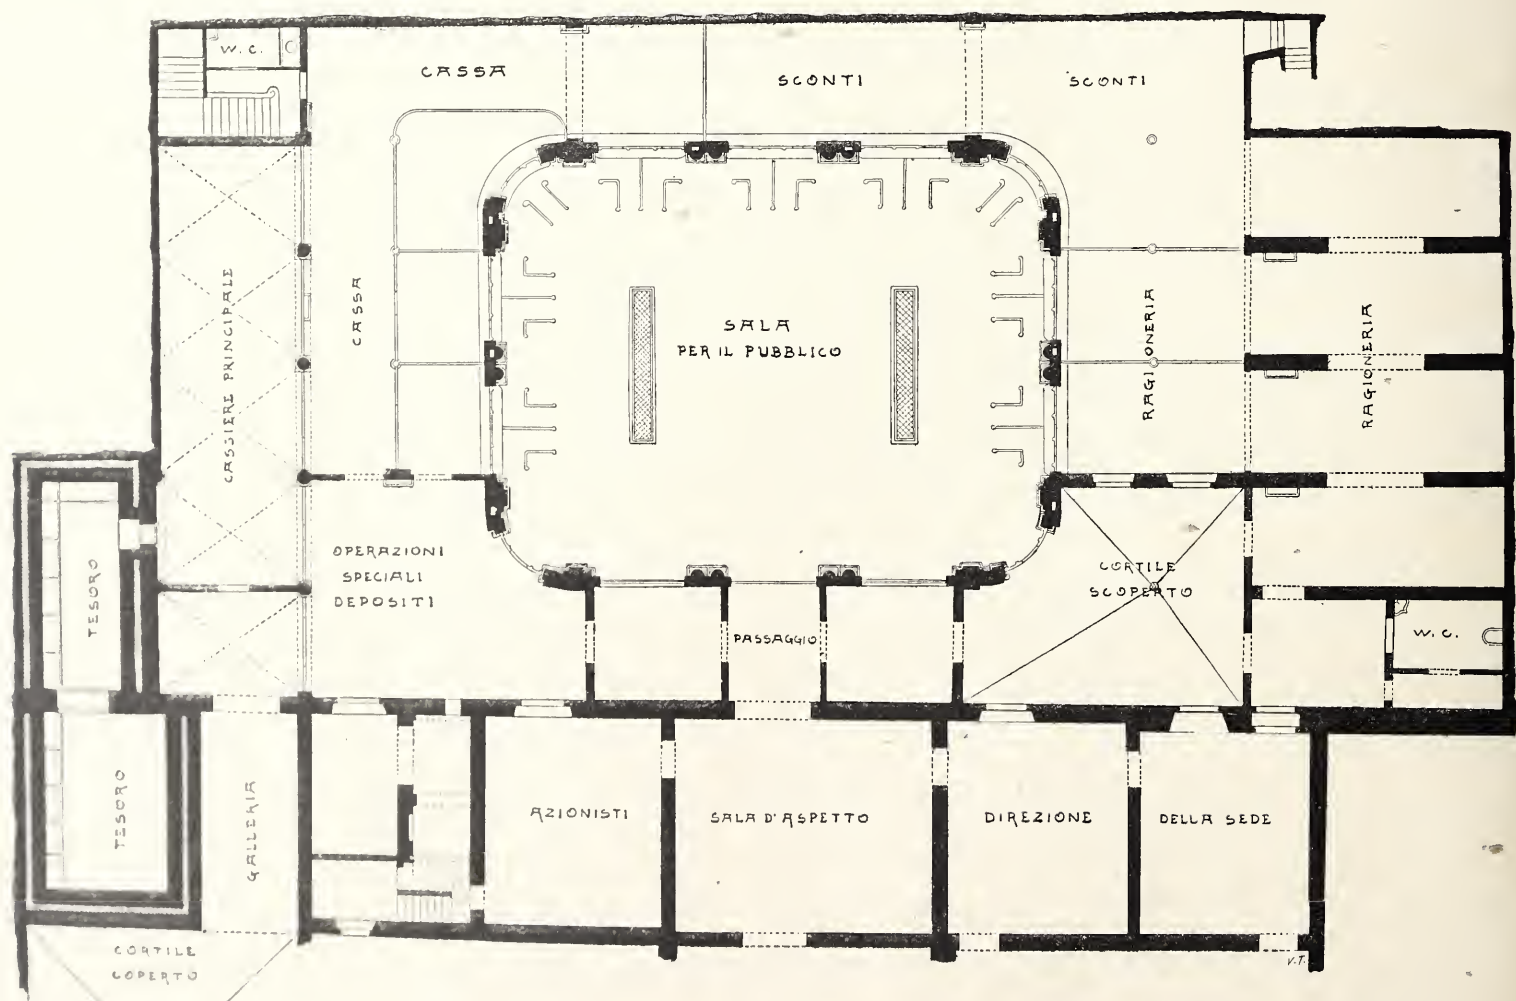 W. C.
CASSA
SCONTI
SCONTI
CASSIERE PRINCIPALE
CASSA
SALA
PER IL PUBBLICO
RAGIONERIA
RAGIONERIA
TESORO
OPERAZIONI
SPECIALI
DEPOSITI
PASSAGGIO
CORTILE
SCOPERTO
W. C.
TESORO
GALLERIA
AZIONISTI
SALA D'ASPETTO
DIREZIONE
DELLA SEDE
CORTILE
COPERTO
V.T.